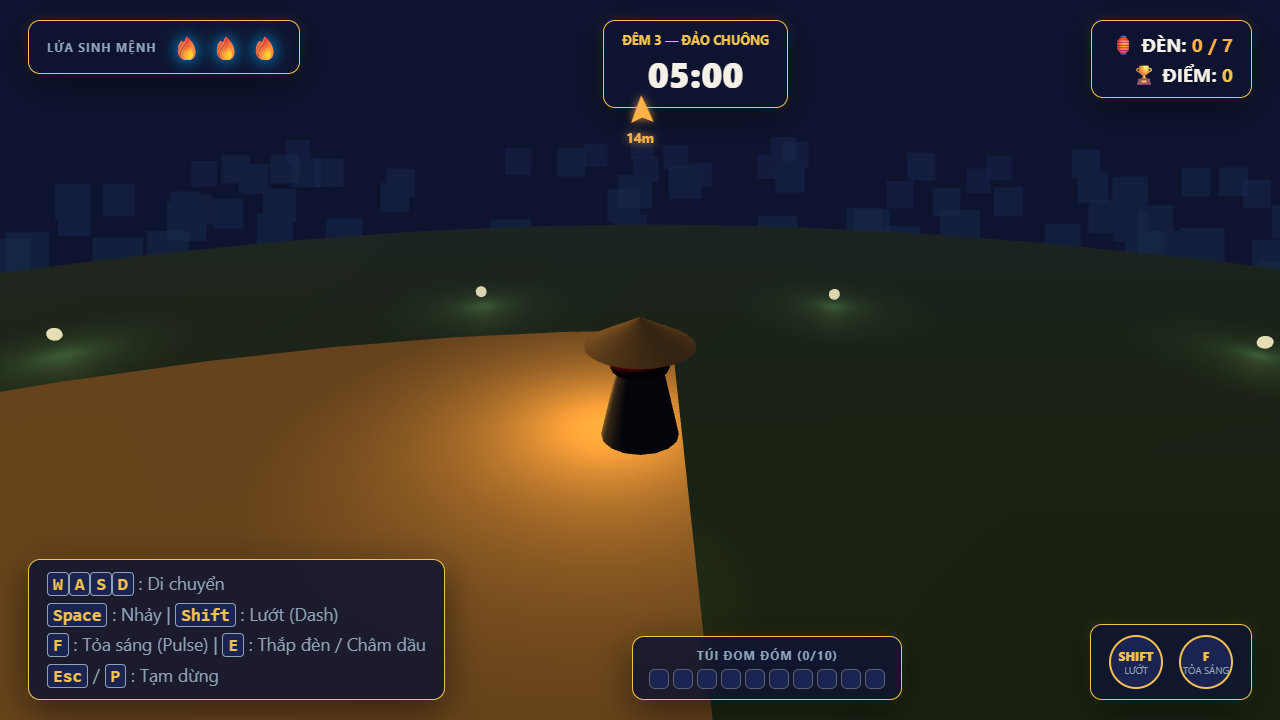 LỬA SINH MỆNH
ĐÊM 3 — ĐẢO CHUÔNG
05:00
14m
ĐÈN: 0 / 7
ĐIỂM: 0
W A S D : Di chuyển
Space : Nhảy | Shift : Lướt (Dash)
F : Tỏa sáng (Pulse) | E : Thắp đèn / Châm dầu
Esc / P : Tạm dừng
TÚI ĐOM ĐÓM (0/10)
SHIFT
LƯỚT
F
TỎA SÁNG